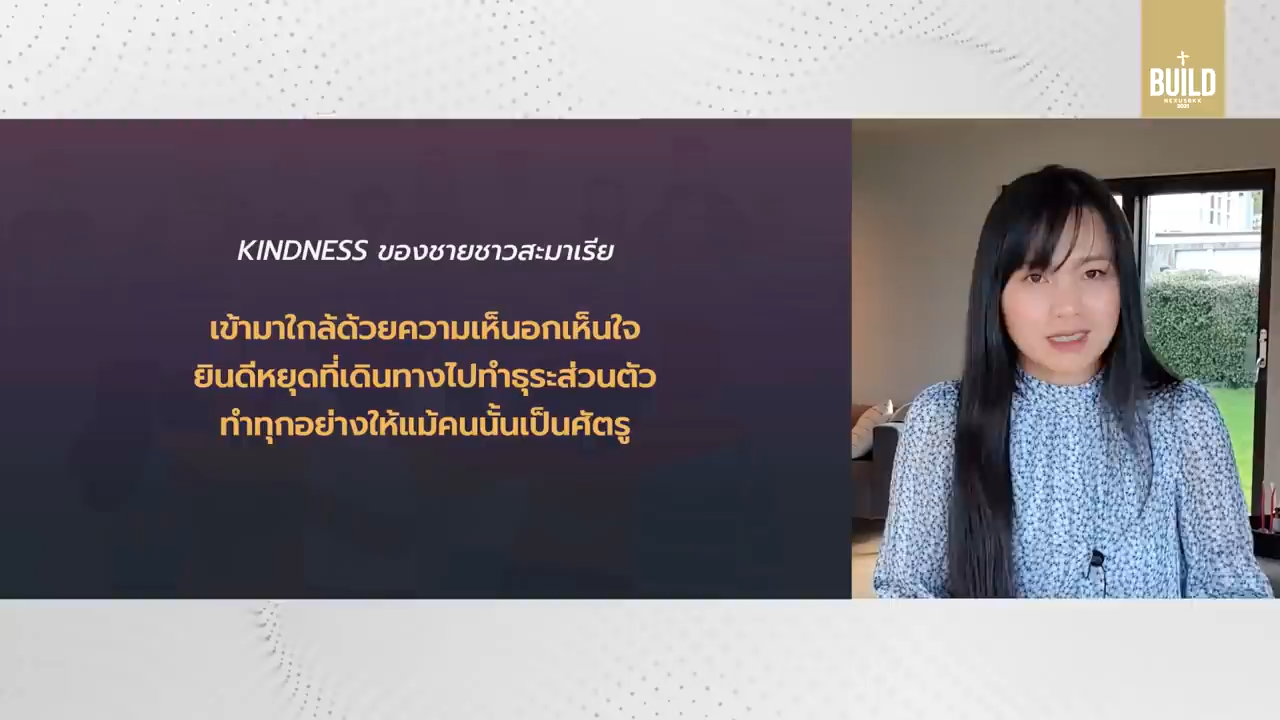 BUILD
NEXUSBKK
2021
KINDNESS ของชายชาวสะมาเรีย
เข้ามาใกล้ด้วยความเห็นอกเห็นใจ
ยินดีหยุดที่เดินทางไปทำธุระส่วนตัว
ทำทุกอย่างให้แม้คนนั้นเป็นศัตรู